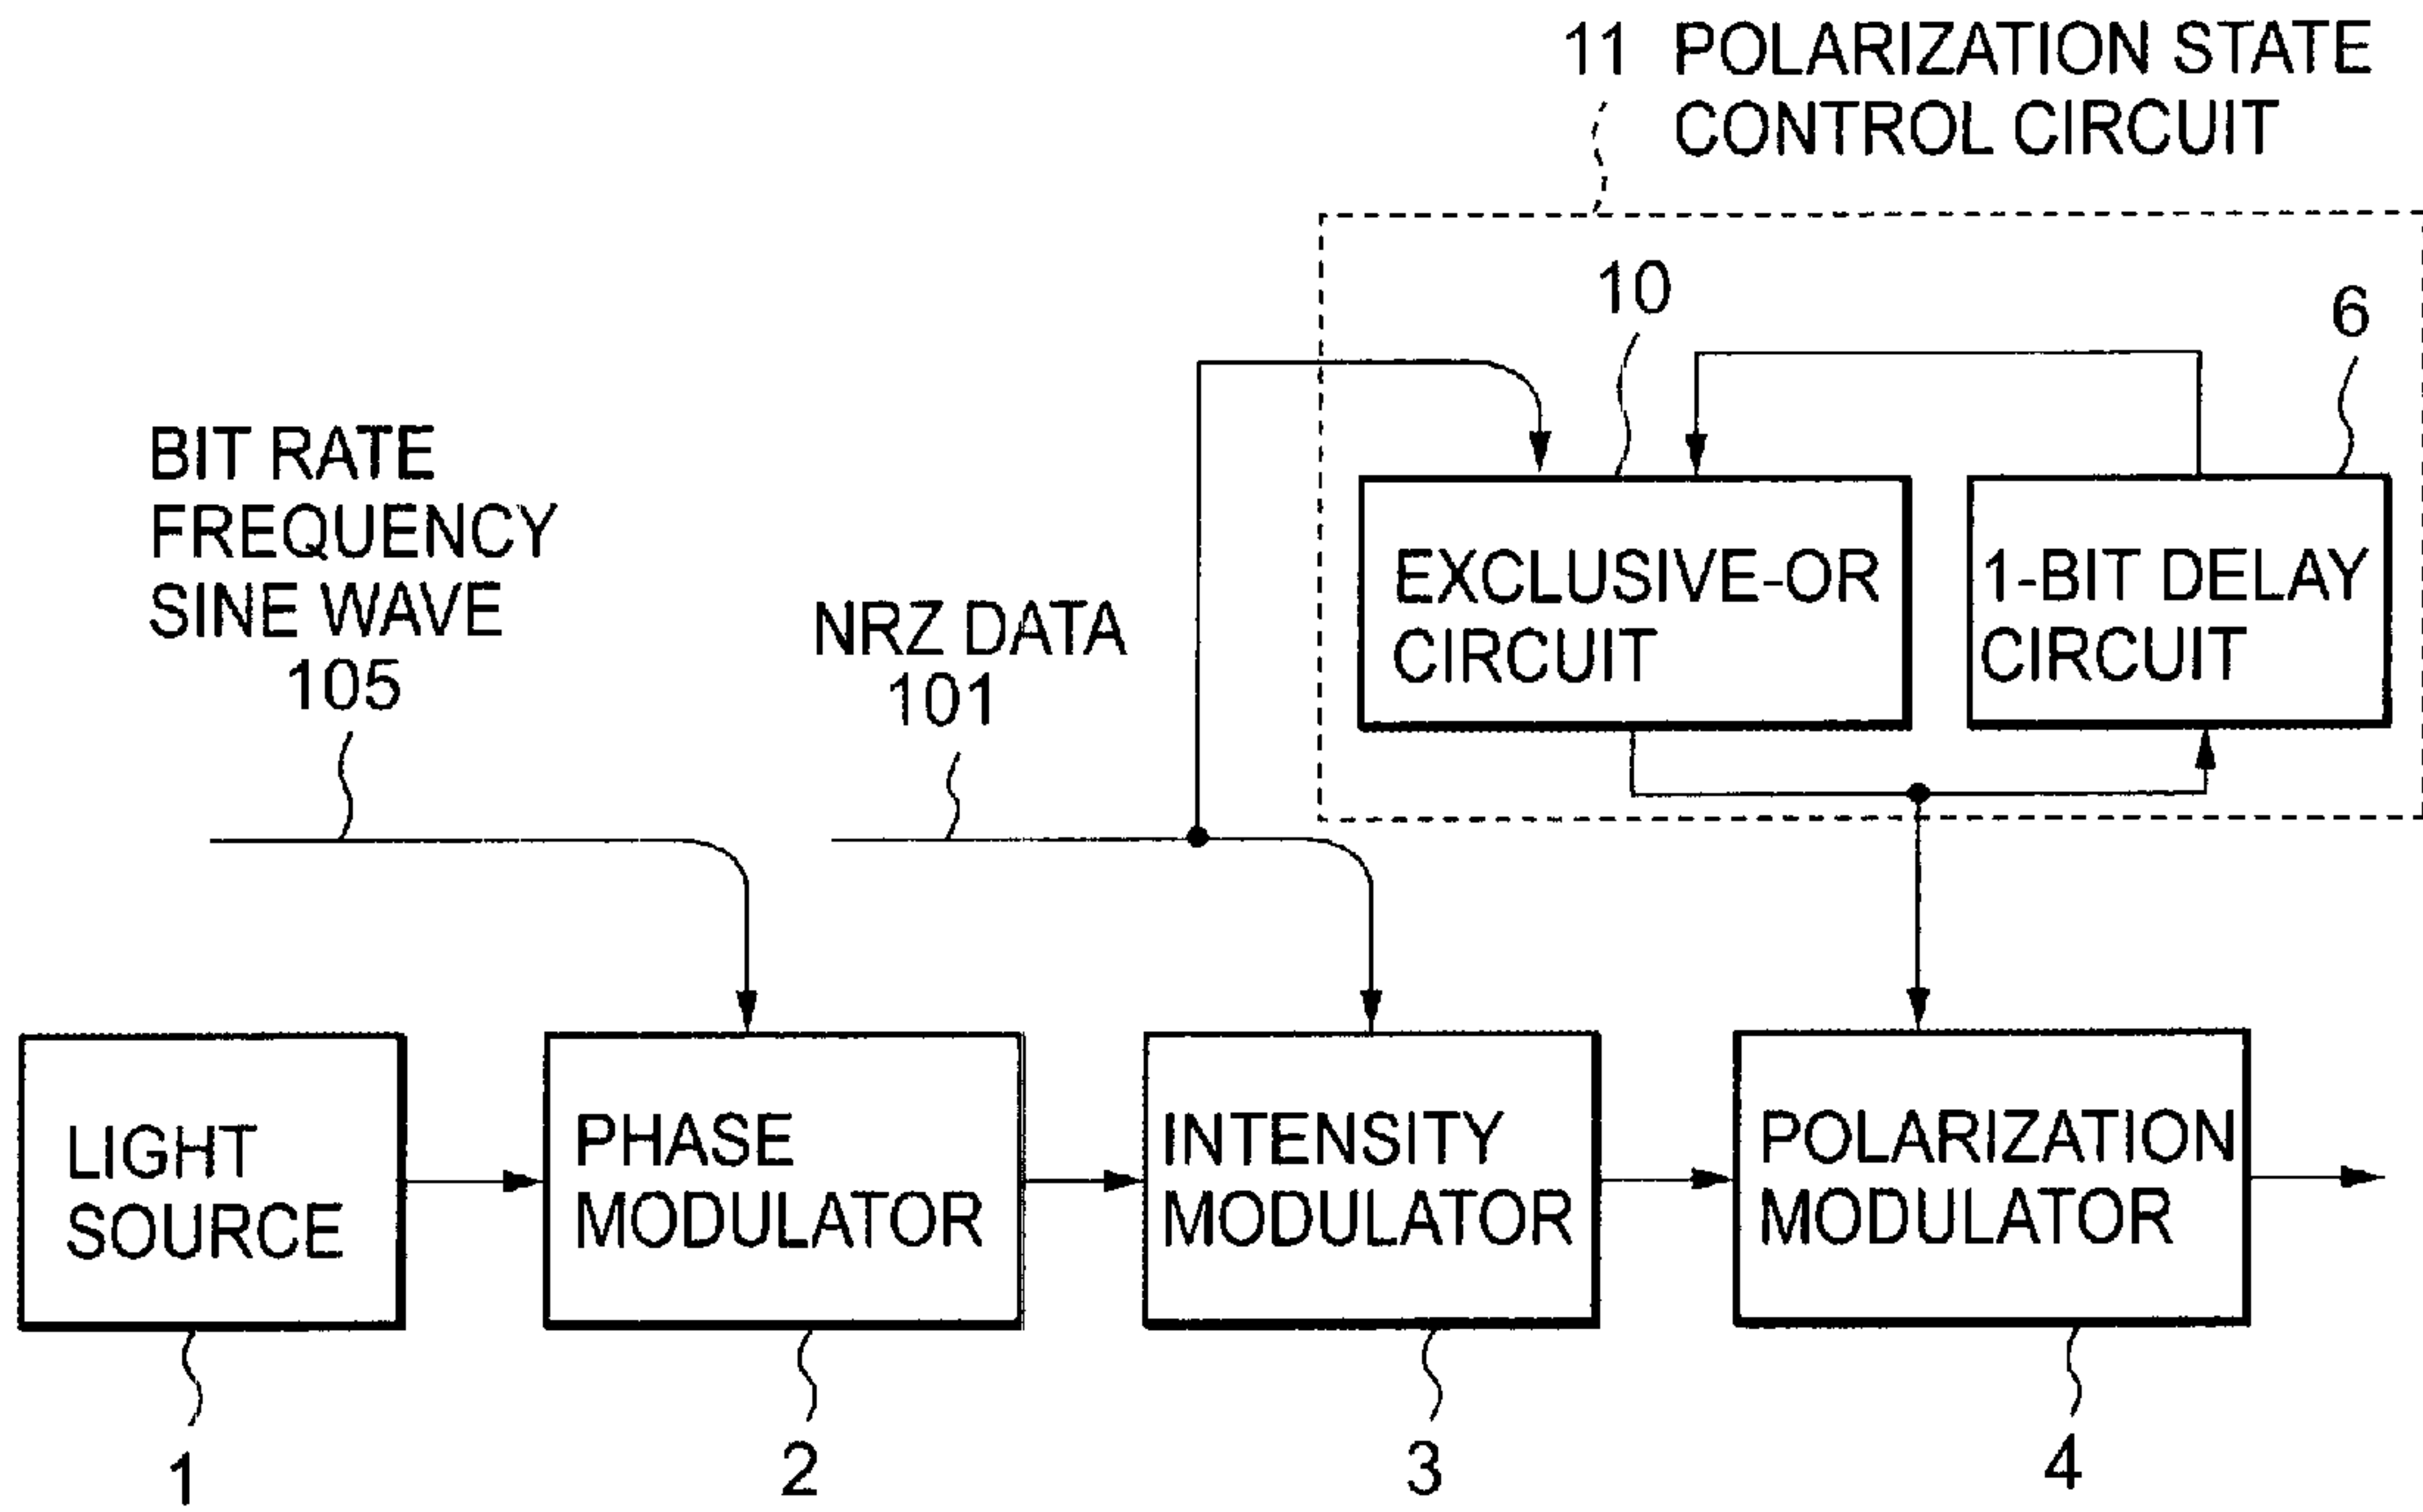 11 POLARIZATION STATE
CONTROL CIRCUIT
10
6
BIT RATE
FREQUENCY
SINE WAVE
105
NRZ DATA
101
EXCLUSIVE-OR
CIRCUIT
1-BIT DELAY
CIRCUIT
LIGHT
SOURCE
PHASE
MODULATOR
INTENSITY
MODULATOR
POLARIZATION
MODULATOR
1
2
3
4